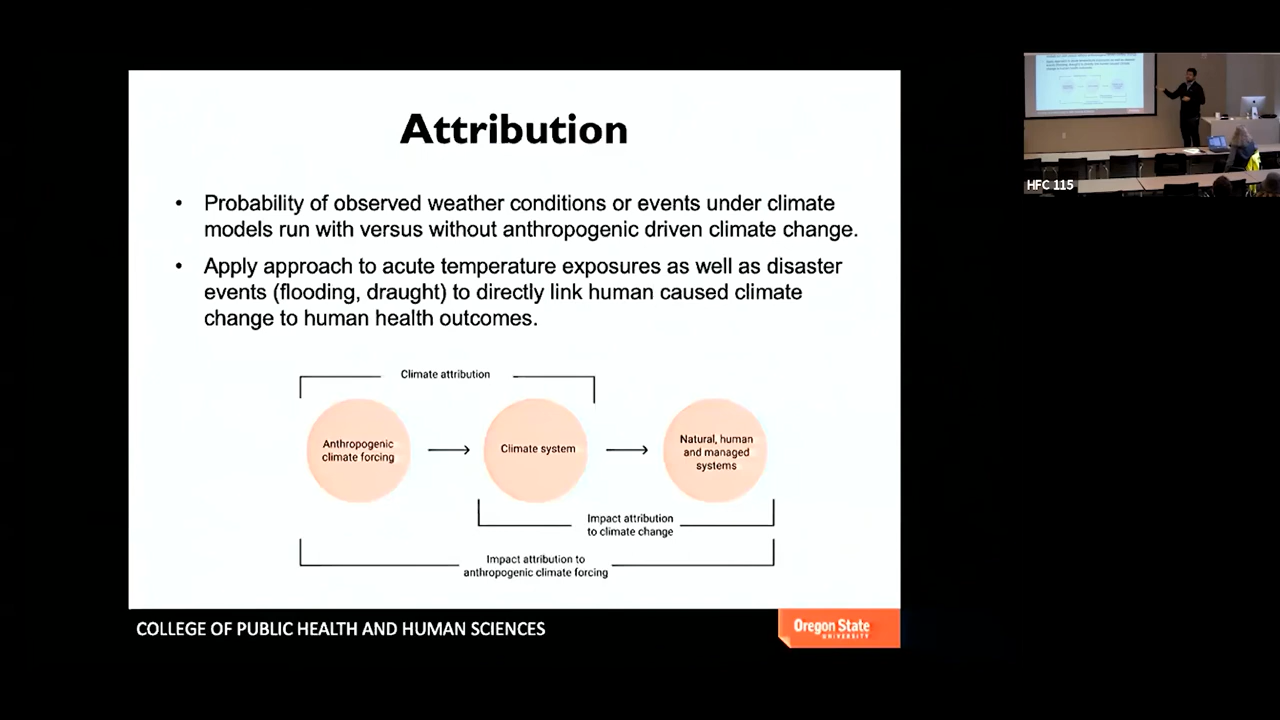 Attribution
• Probability of observed weather conditions or events under climate
models run with versus without anthropogenic driven climate change.
• Apply approach to acute temperature exposures as well as disaster
events (flooding, draught) to directly link human caused climate
change to human health outcomes.
Climate attribution
Anthropogenic
climate forcing
Climate system
Natural, human
and managed
systems
Impact attribution
to climate change
Impact attribution to
anthropogenic climate forcing
COLLEGE OF PUBLIC HEALTH AND HUMAN SCIENCES
Oregon State
UNIVERSITY
HFC 115